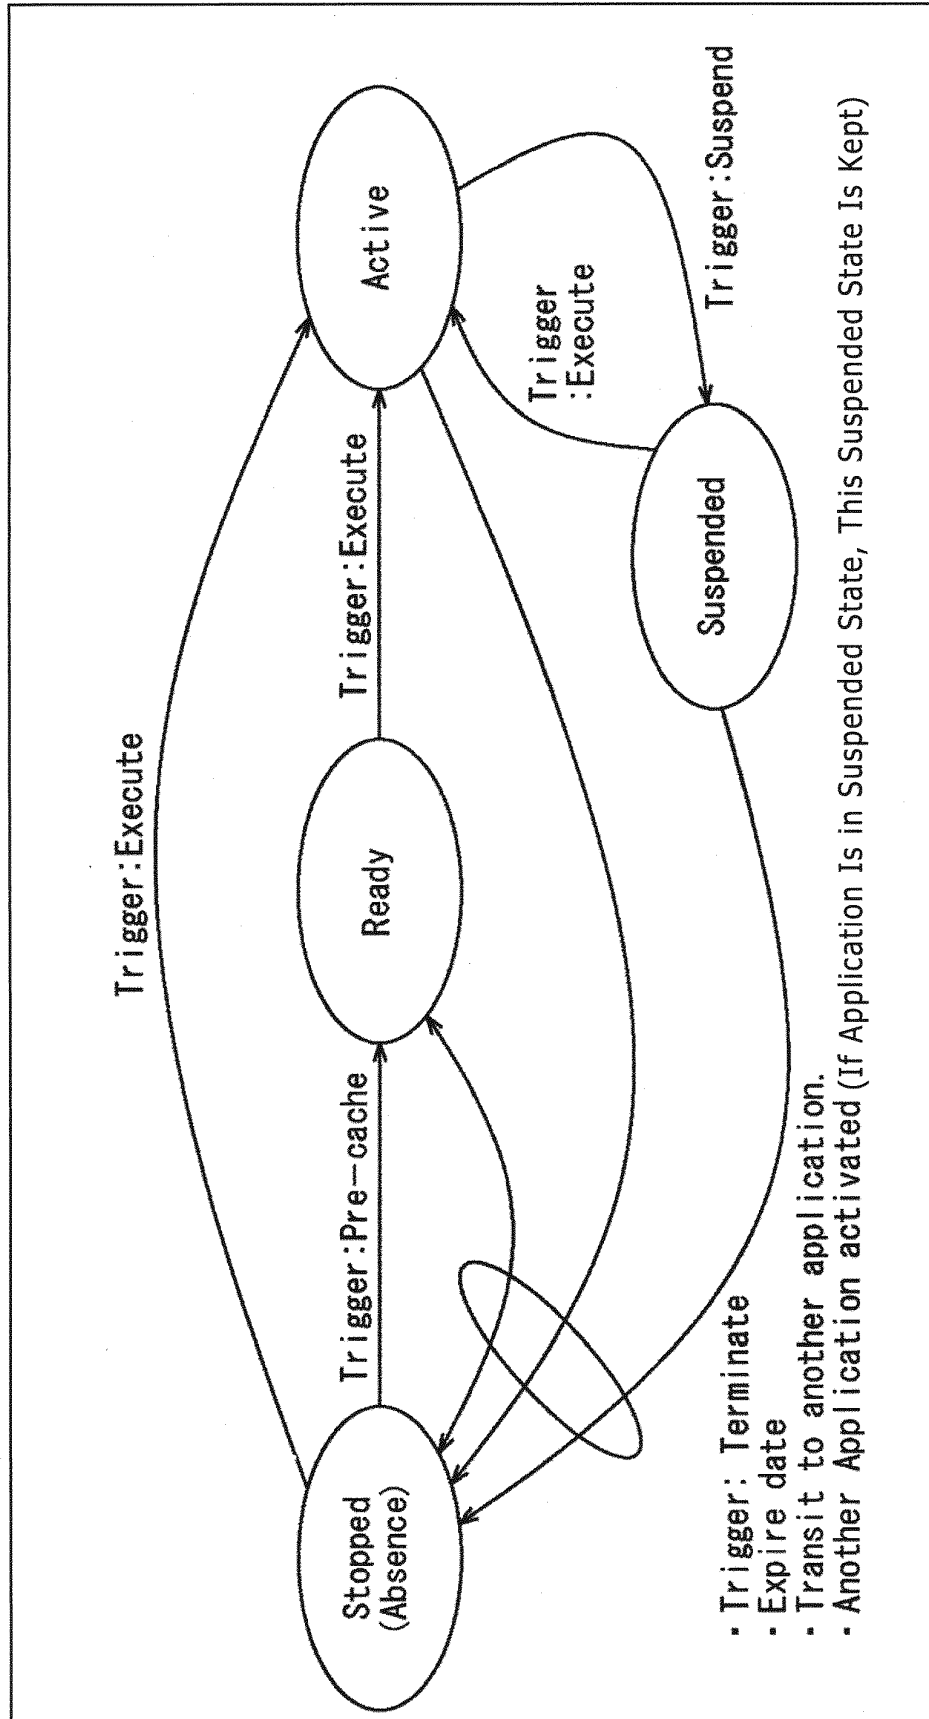 Trigger:Execute
Stopped
(Absence)
Trigger:Pre-cache
Ready
Trigger:Execute
Active
Trigger
:Execute
Suspended
Trigger:Suspend
・Trigger: Terminate
・Expire date
・Transit to another application.
・Another Application activated (If Application Is in Suspended State, This Suspended State Is Kept)